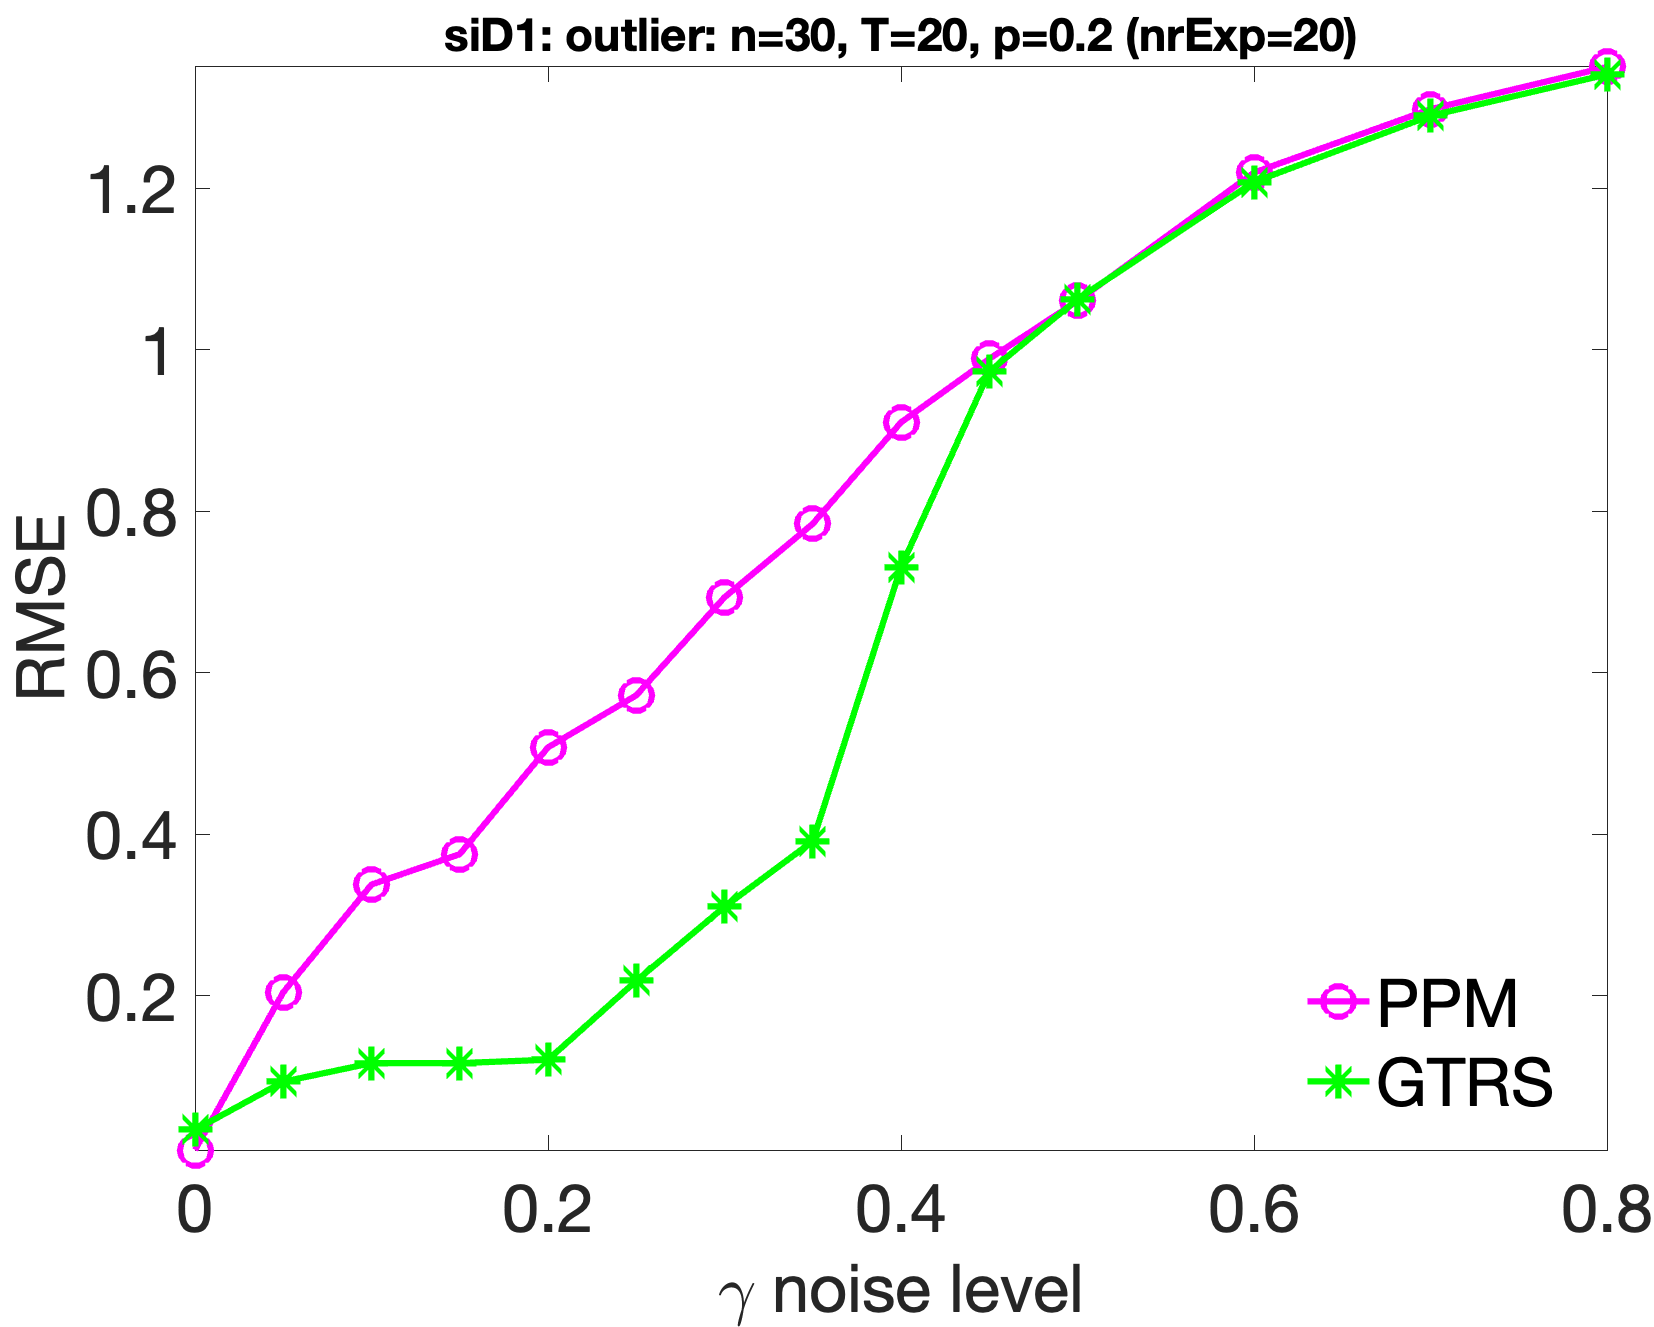 siD1: outlier: n=30, T=20, p=0.2 (nrExp=20)
1.2
1
0.8
0.6
0.4
0.2
RMSE
PPM
GTRS
0 0.2 0.4 0.6 0.8
γ noise level